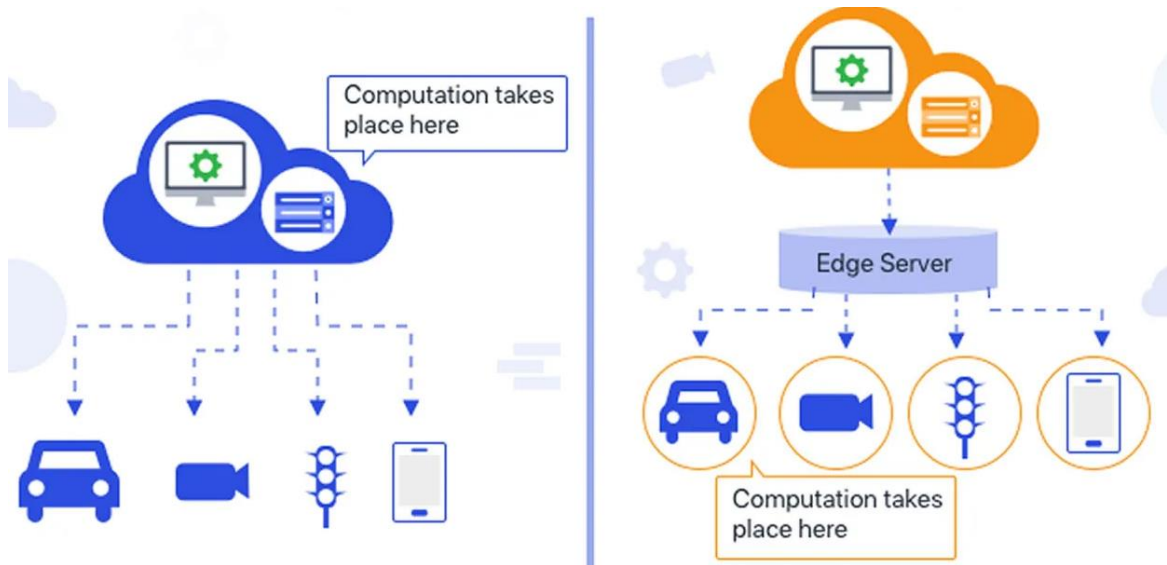 Computation takes
place here
Edge Server
Computation takes
place here